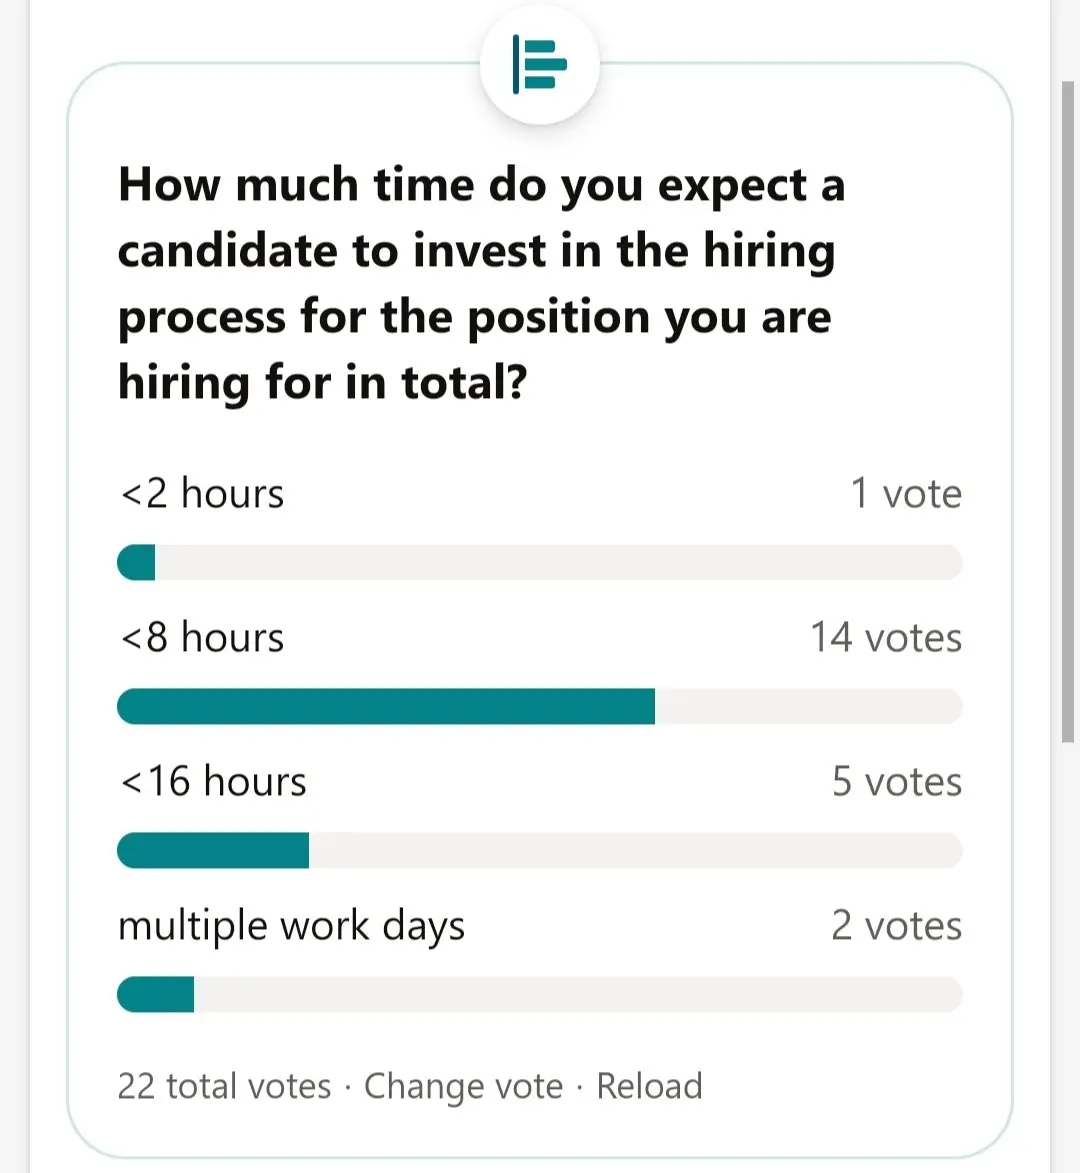 How much time do you expect a
candidate to invest in the hiring
process for the position you are
hiring for in total?
<2 hours 1 vote
<8 hours 14 votes
<16 hours 5 votes
multiple work days 2 votes
22 total votes · Change vote · Reload